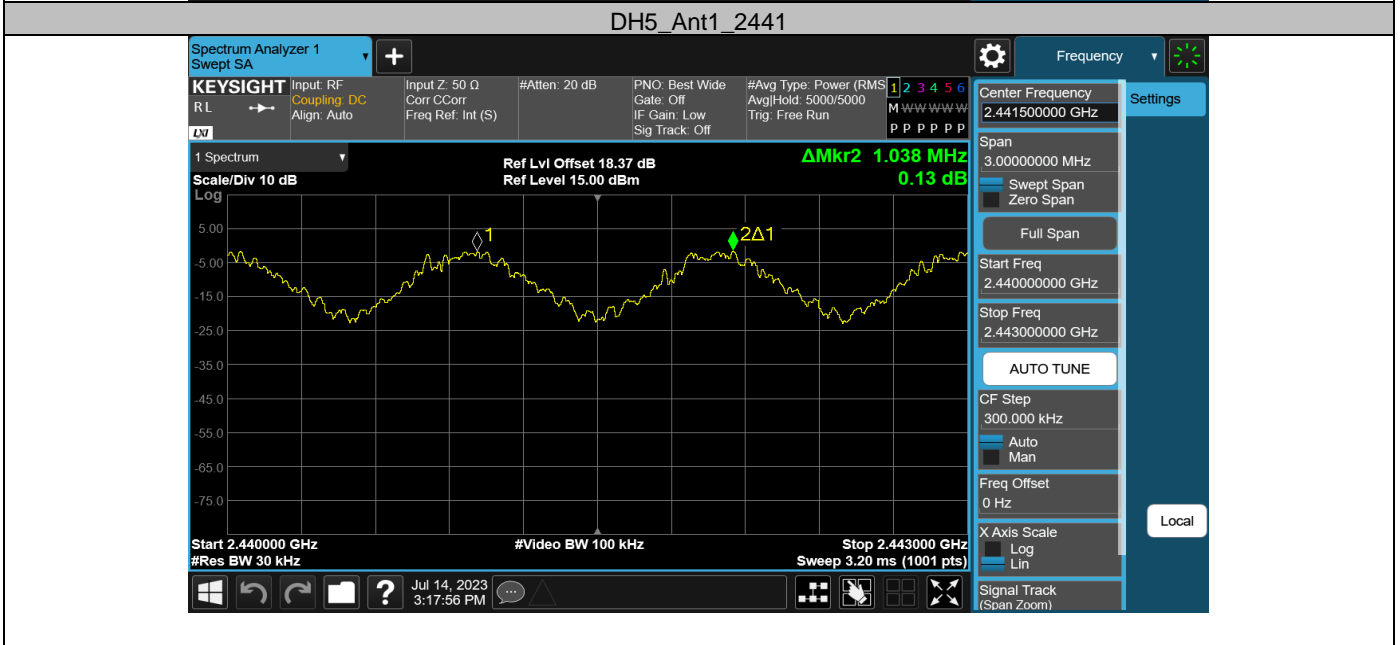 DH5_Ant1_2441
Spectrum Analyzer 1
Swept SA
Frequency
KEYSIGHT
R L
LXI
Input: RF
Coupling: DC
Align: Auto
Input Z: 50 Ω
Corr CCorr
Freq Ref: Int (S)
#Atten: 20 dB
PNO: Best Wide
Gate: Off
IF Gain: Low
Sig Track: Off
#Avg Type: Power (RMS
Avg|Hold: 5000/5000
Trig: Free Run
1 2 3 4 5 6
M W W W W W
P P P P P P
1 Spectrum
Scale/Div 10 dB
Ref Lvl Offset 18.37 dB
Ref Level 15.00 dBm
ΔMkr2 1.038 MHz
0.13 dB
Log
5.00
-5.00
-15.0
-25.0
-35.0
-45.0
-55.0
-65.0
-75.0
1
2Δ1
Start 2.440000 GHz
#Res BW 30 kHz
#Video BW 100 kHz
Stop 2.443000 GHz
Sweep 3.20 ms (1001 pts)
Jul 14, 2023
3:17:56 PM
?
Center Frequency
2.441500000 GHz
Span
3.00000000 MHz
Swept Span
Zero Span
Full Span
Start Freq
2.440000000 GHz
Stop Freq
2.443000000 GHz
AUTO TUNE
CF Step
300.000 kHz
Auto
Man
Freq Offset
0 Hz
X Axis Scale
Log
Lin
Signal Track
(Span Zoom)
Settings
Local